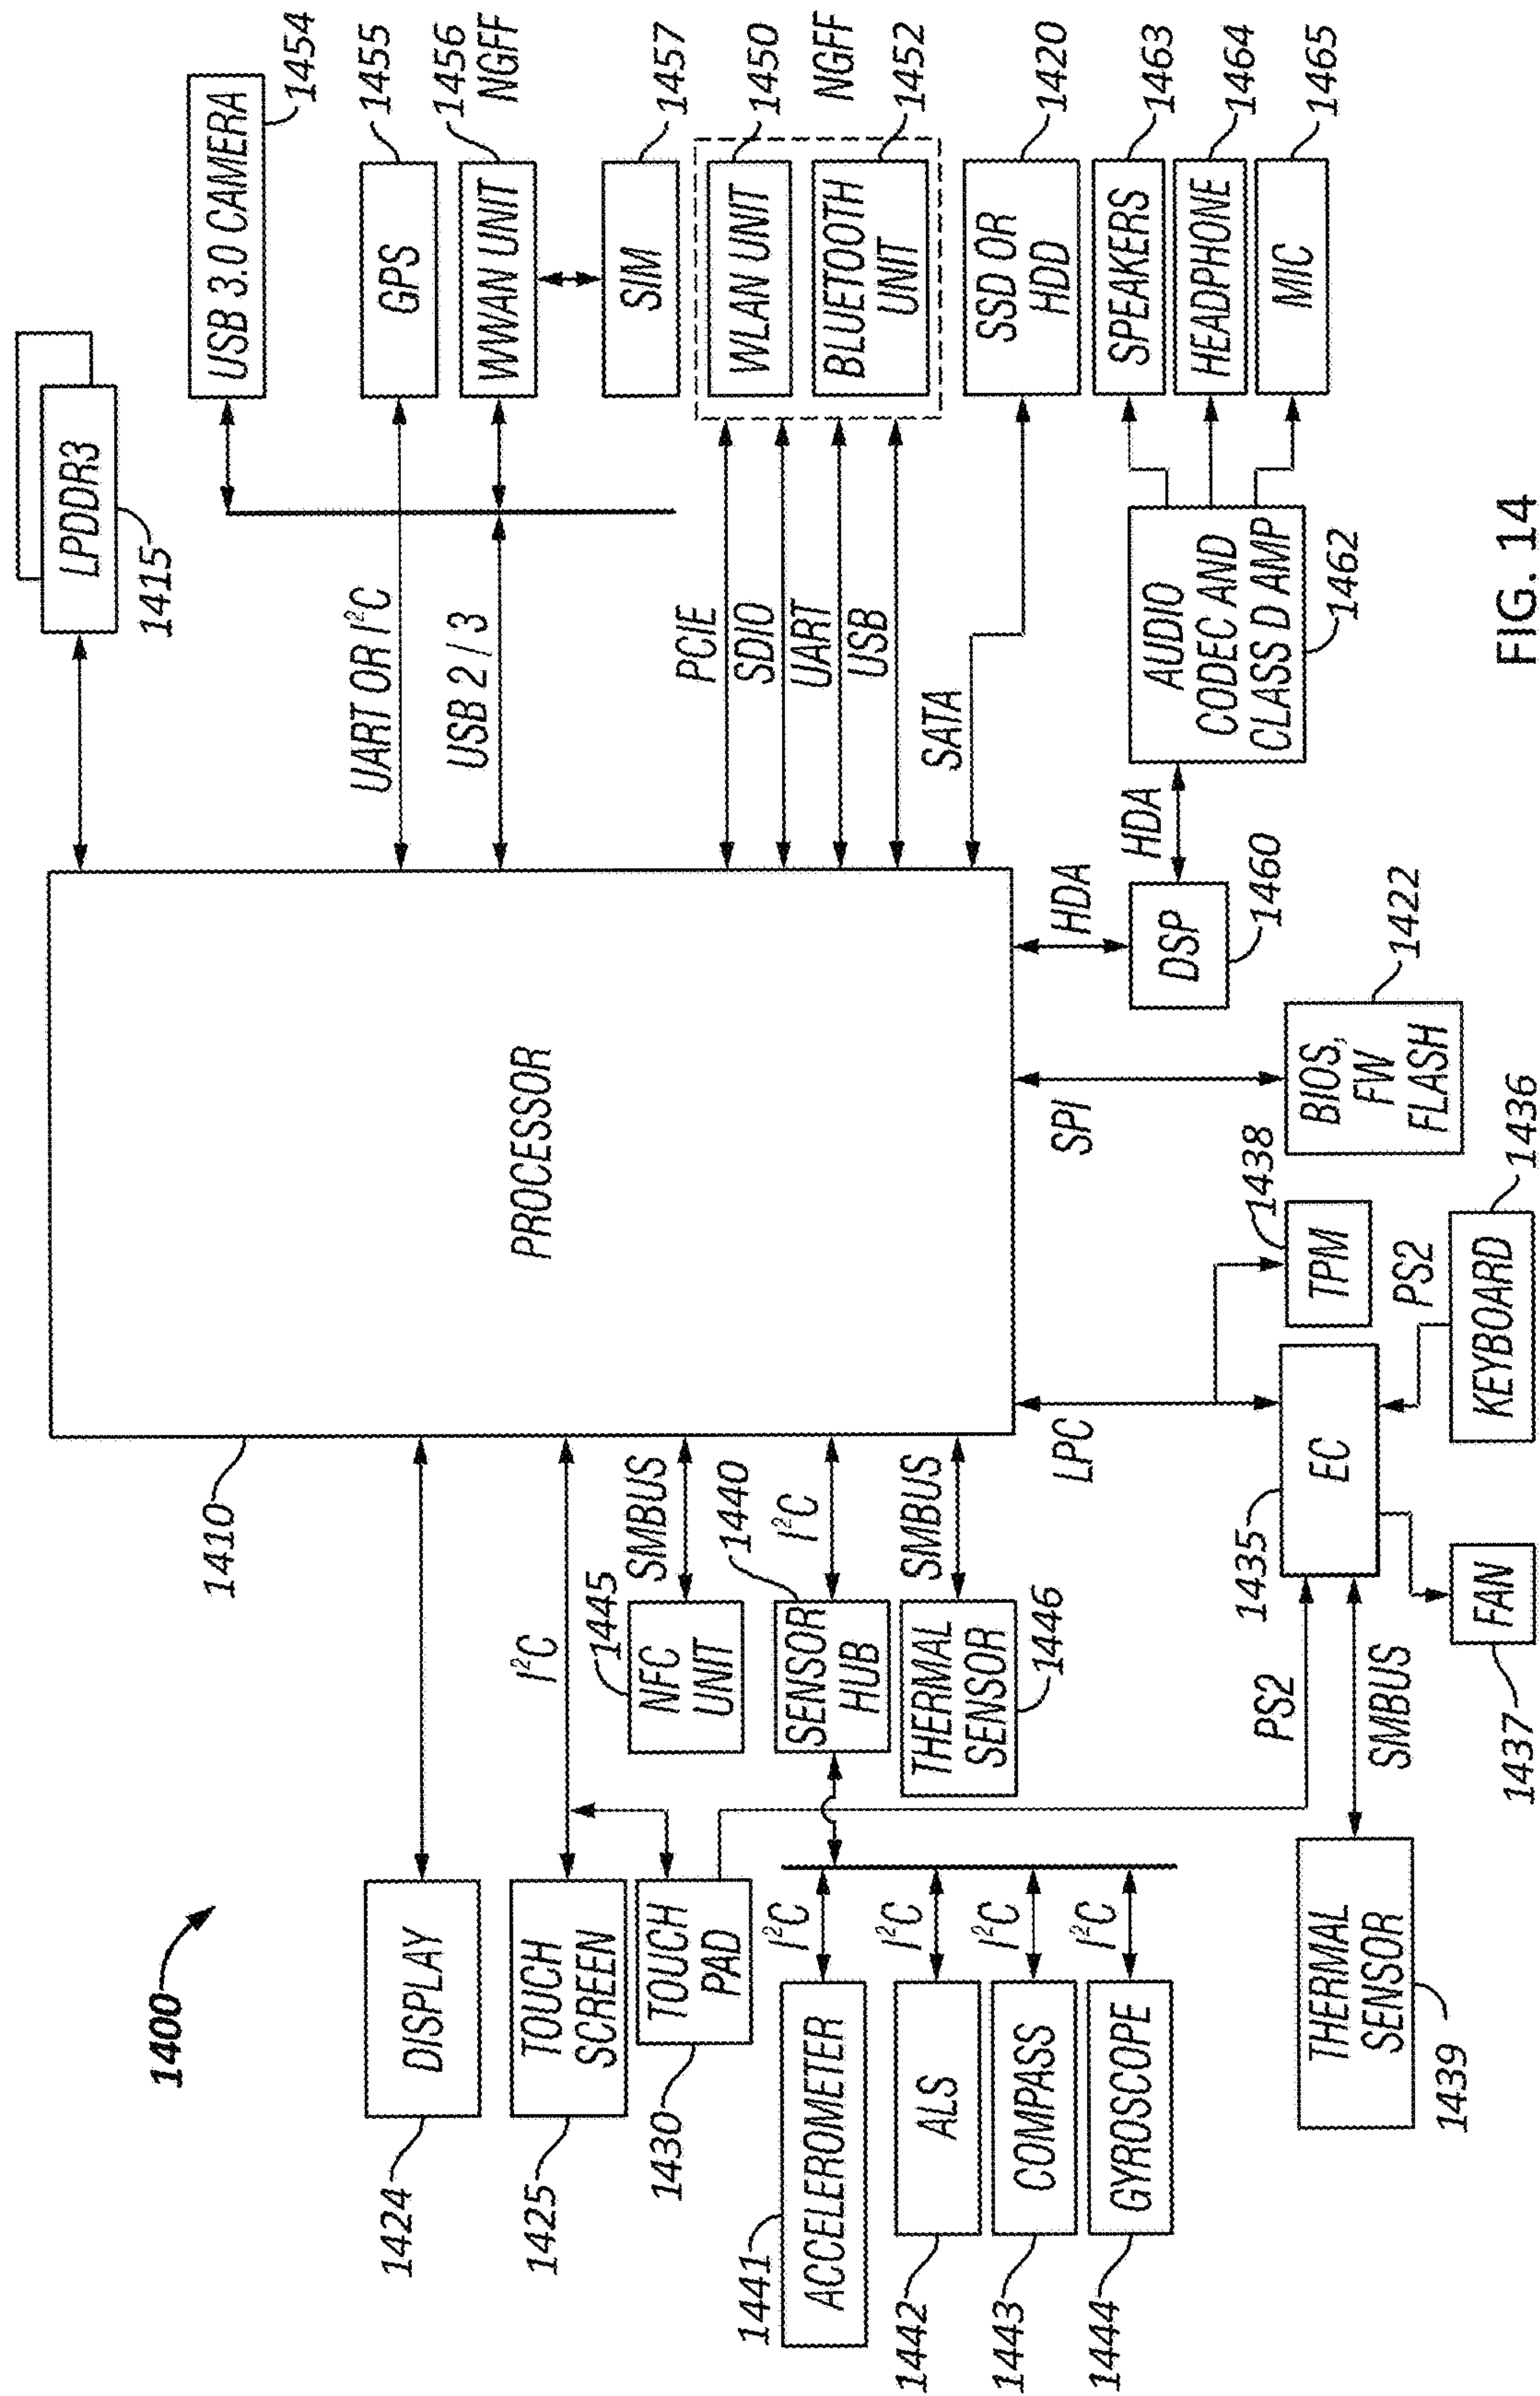 1400
LPDDR3
1415
USB 3.0 CAMERA
1454
DISPLAY
1424
1410
PROCESSOR
UART OR I²C
GPS
1455
USB 2 / 3
WWAN UNIT
1456
NGFF
TOUCH
SCREEN
1425
I²C
SIM
1457
TOUCH
PAD
1430
NFC
UNIT
1445
SMBUS
PCIE
SDIO
UART
USB
WLAN UNIT
1450
BLUETOOTH
UNIT
1452
NGFF
SENSOR
HUB
1440
I²C
ACCELEROMETER
1441
I²C
ALS
1442
I²C
COMPASS
1443
I²C
GYROSCOPE
1444
I²C
THERMAL
SENSOR
1446
SMBUS
SATA
SSD OR
HDD
1420
LPC
SPI
HDA
DSP
1460
HDA
AUDIO
CODEC AND
CLASS D AMP
1462
SPEAKERS
1463
HEADPHONE
1464
MIC
1465
PS2
EC
1435
TPM
1438
BIOS,
FW
FLASH
1422
THERMAL
SENSOR
1439
SMBUS
FAN
1437
PS2
KEYBOARD
1436
FIG. 14